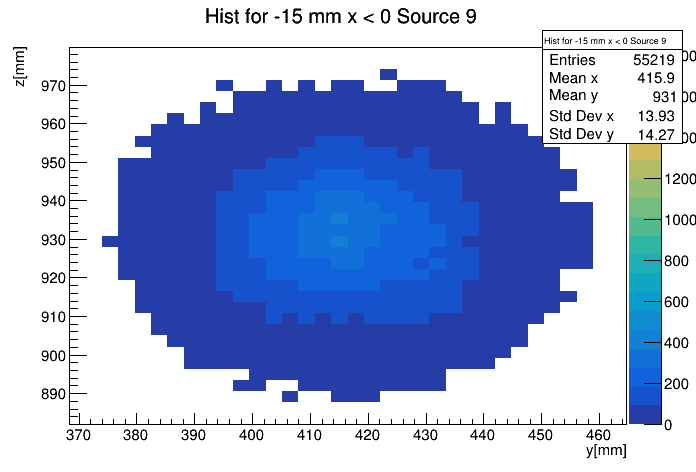 Hist for -15 mm x < 0 Source 9
z[mm]
Hist for -15 mm x < 0 Source 9
Entries 55219
Mean x 415.9
Mean y 931
Std Dev x 13.93
Std Dev y 14.27
970
960
950
940
930
920
910
900
890
1200
1000
800
600
400
200
0
370 380 390 400 410 420 430 440 450 460
y[mm]